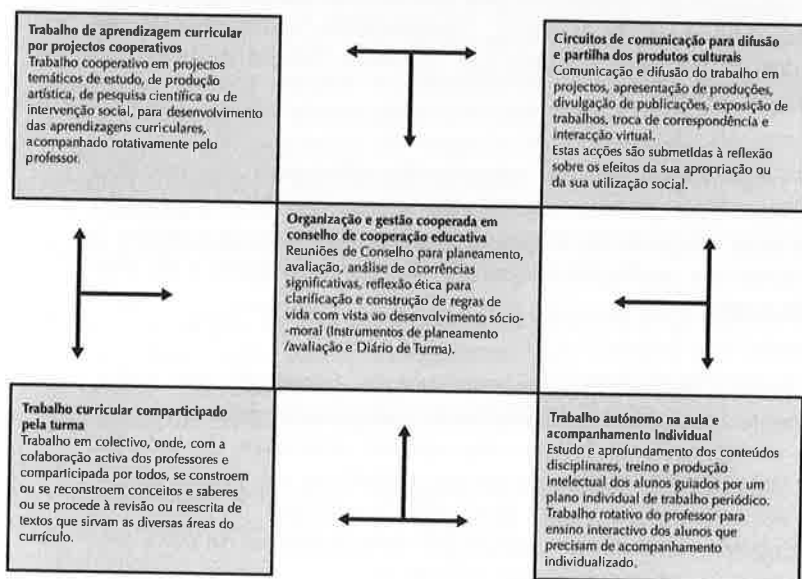 Trabalho de aprendizagem curricular
por projectos cooperativos
Trabalho cooperativo em projectos
temáticos de estudo, de produção
artística, de pesquisa científica ou de
intervenção social, para desenvolvimento
das aprendizagens curriculares,
acompanhado rotativamente pelo
professor.
Circuitos de comunicação para difusão
e partilha dos produtos culturais
Comunicação e difusão do trabalho em
projectos, apresentação de produções,
divulgação de publicações, exposição de
trabalhos, troca de correspondência e
interacção virtual.
Estas acções são submetidas à reflexão
sobre os efeitos da sua apropriação ou
da sua utilização social.
Organização e gestão cooperada em
conselho de cooperação educativa
Reuniões de Conselho para planeamento,
avaliação, análise de ocorrências
significativas, reflexão ética para
clarificação e construção de regras de
vida com vista ao desenvolvimento sócio-
-moral (Instrumentos de planeamento
/avaliação e Diário de Turma).
Trabalho curricular comparticipado
pela turma
Trabalho em colectivo, onde, com a
colaboração activa dos professores e
comparticipada por todos, se constroem
ou se reconstroem conceitos e saberes
ou se procede à revisão ou reescrita de
textos que sirvam as diversas áreas do
currículo.
Trabalho autónomo na aula e
acompanhamento Individual
Estudo e aprofundamento dos conteúdos
disciplinares, treino e produção
intelectual dos alunos guiados por um
plano individual de trabalho periódico.
Trabalho rotativo do professor para
ensino interactivo dos alunos que
precisam de acompanhamento
individualizado.